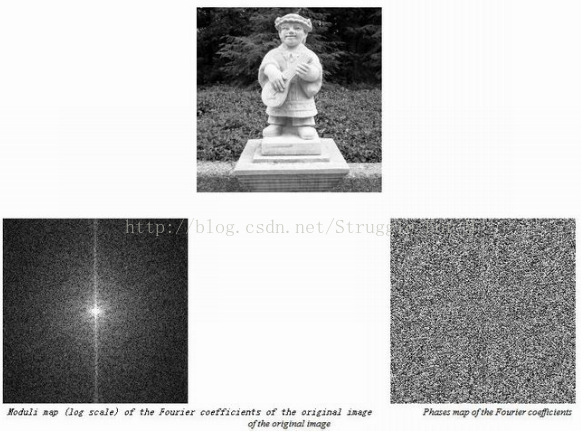 http://blog.csdn.net/Strugg
Moduli map (log scale) of the Fourier coefficients of the original image
Phases map of the Fourier coefficients
of the original image